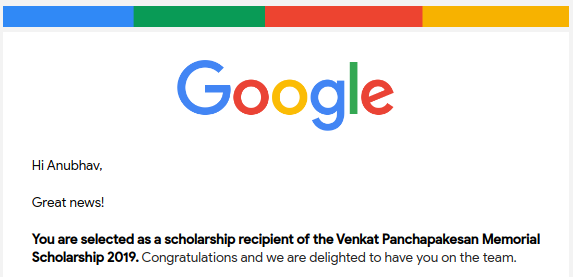 Google
Hi Anubhav,
Great news!
You are selected as a scholarship recipient of the Venkat Panchapakesan Memorial
Scholarship 2019. Congratulations and we are delighted to have you on the team.